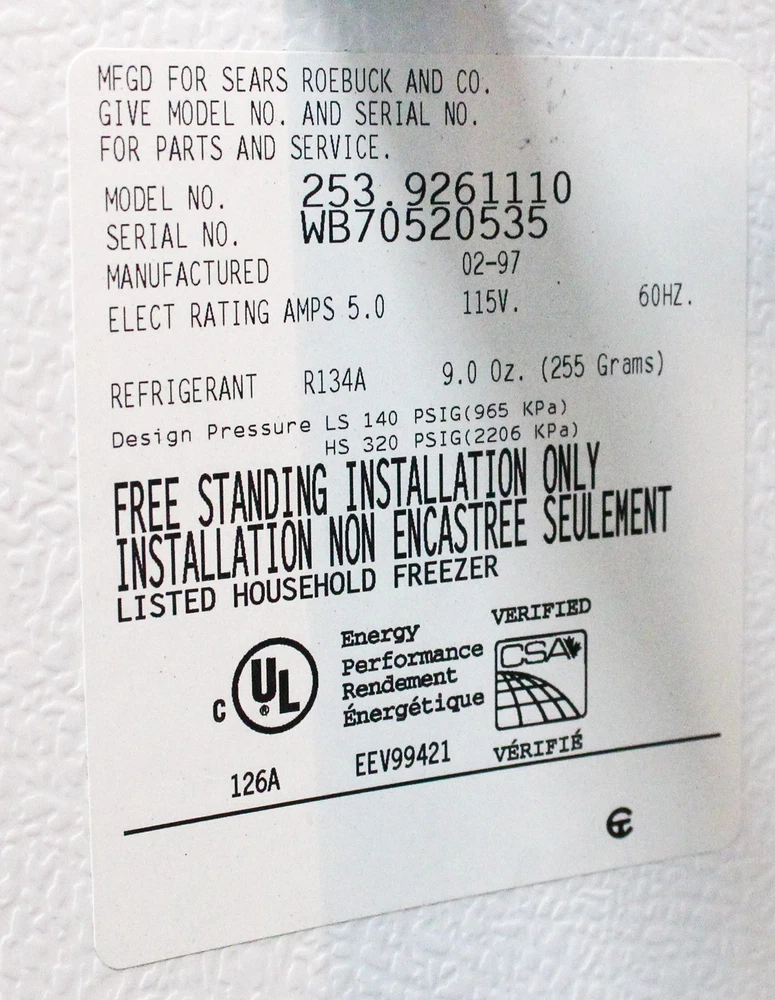 MFGD FOR SEARS ROEBUCK AND CO.
GIVE MODEL NO. AND SERIAL NO.
FOR PARTS AND SERVICE.
MODEL NO. 253.9261110
SERIAL NO. WB70520535
MANUFACTURED 02-97
ELECT RATING AMPS 5.0 115V. 60HZ.
REFRIGERANT R134A 9.0 Oz. (255 Grams)
Design Pressure LS 140 PSIG(965 KPa)
HS 320 PSIG(2206 KPa)
FREE STANDING INSTALLATION ONLY
INSTALLATION NON ENCASTREE SEULEMENT
LISTED HOUSEHOLD FREEZER
C UL ®
126A
Energy
Performance
Rendement
Énergétique
EEV99421
VERIFIED
CSA
VÉRIFIÉ